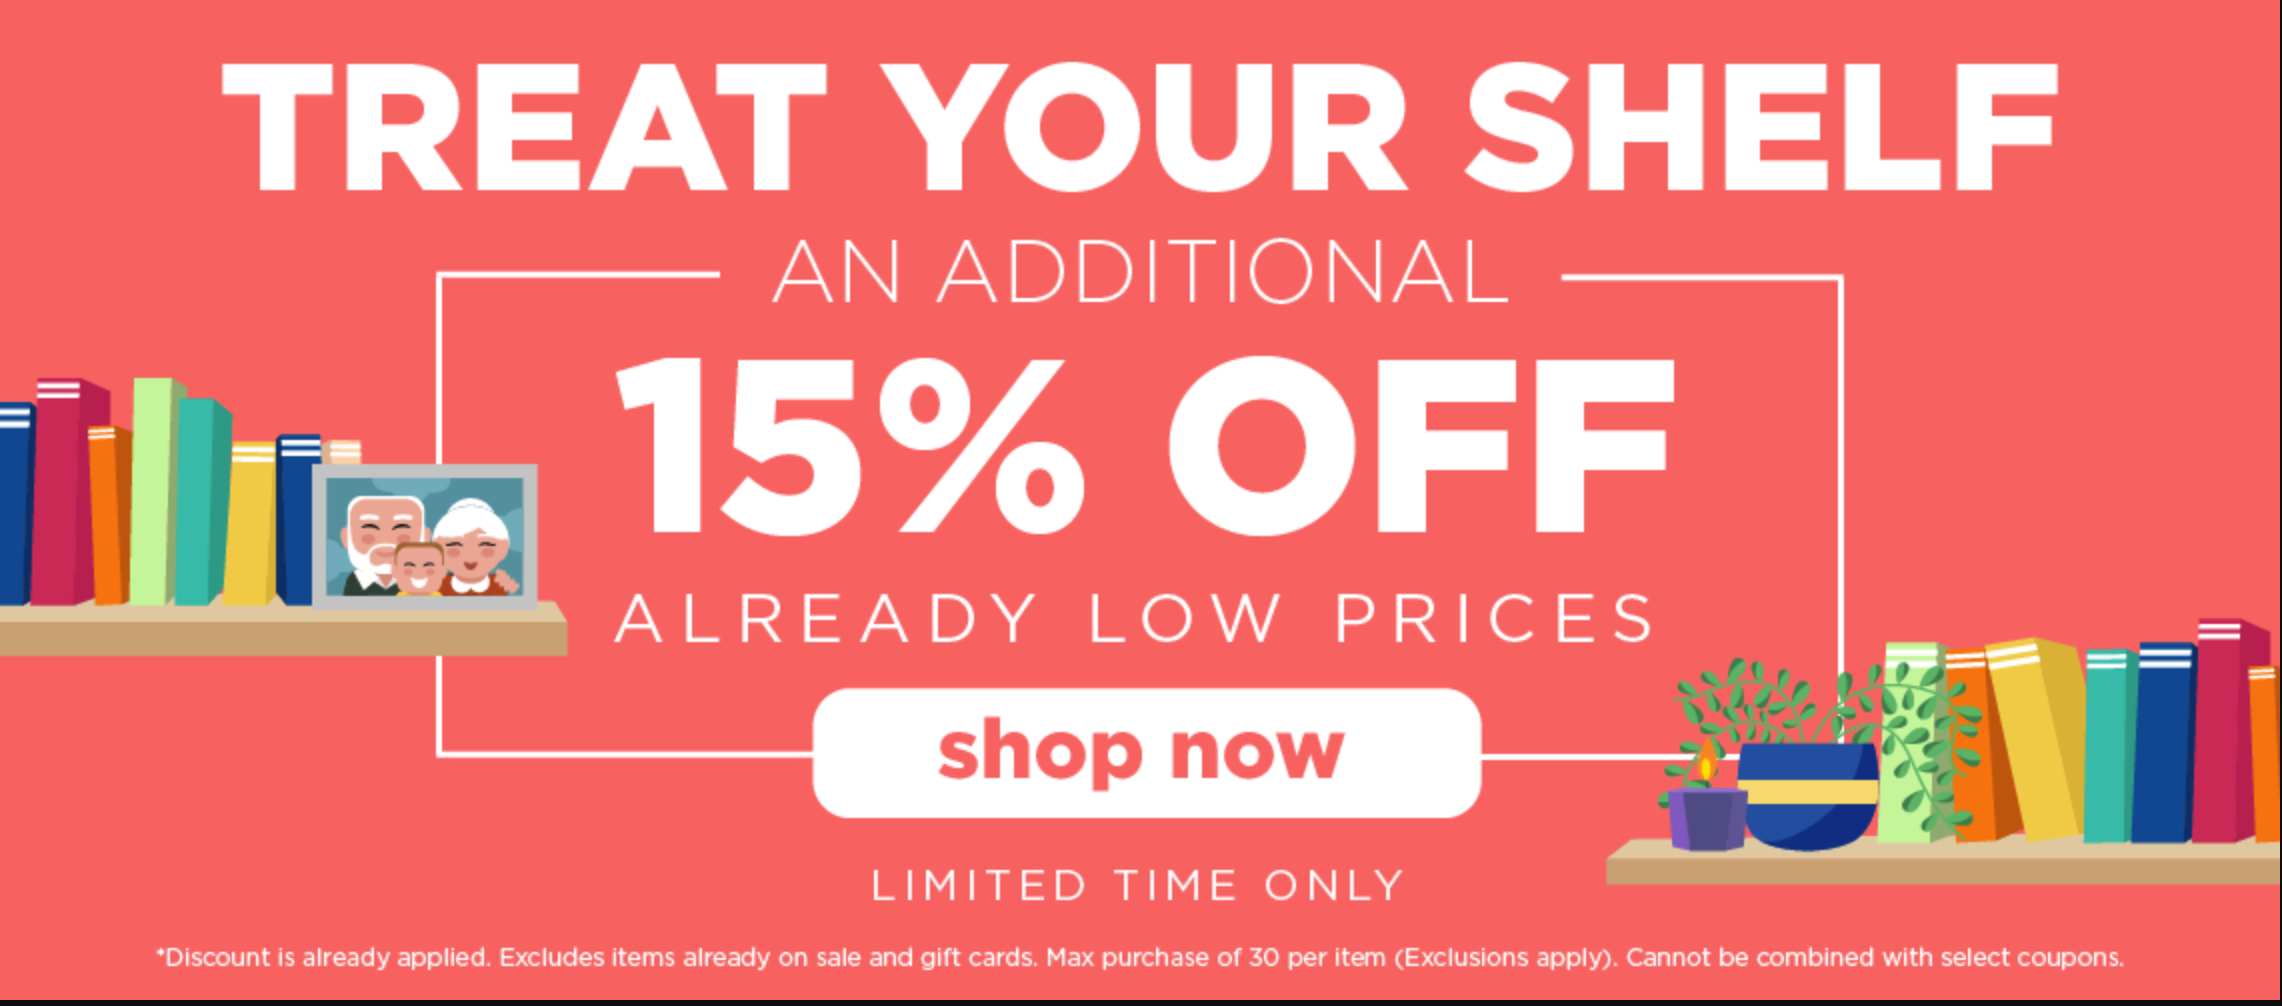 TREAT YOUR SHELF
AN ADDITIONAL
15% OFF
ALREADY LOW PRICES
shop now
LIMITED TIME ONLY
*Discount is already applied. Excludes items already on sale and gift cards. Max purchase of 30 per item (Exclusions apply). Cannot be combined with select coupons.